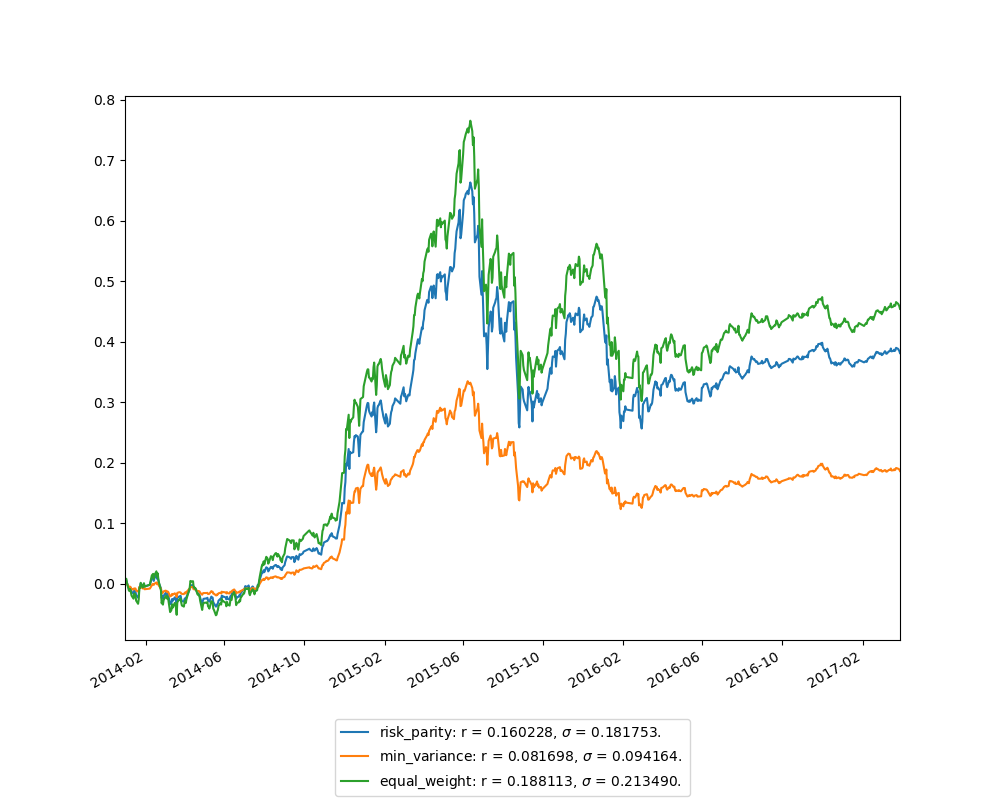 0.8
0.7
0.6
0.5
0.4
0.3
0.2
0.1
0.0
2014-02 2014-06 2014-10 2015-02 2015-06 2015-10 2016-02 2016-06 2016-10 2017-02
risk_parity: r = 0.160228, σ = 0.181753.
min_variance: r = 0.081698, σ = 0.094164.
equal_weight: r = 0.188113, σ = 0.213490.